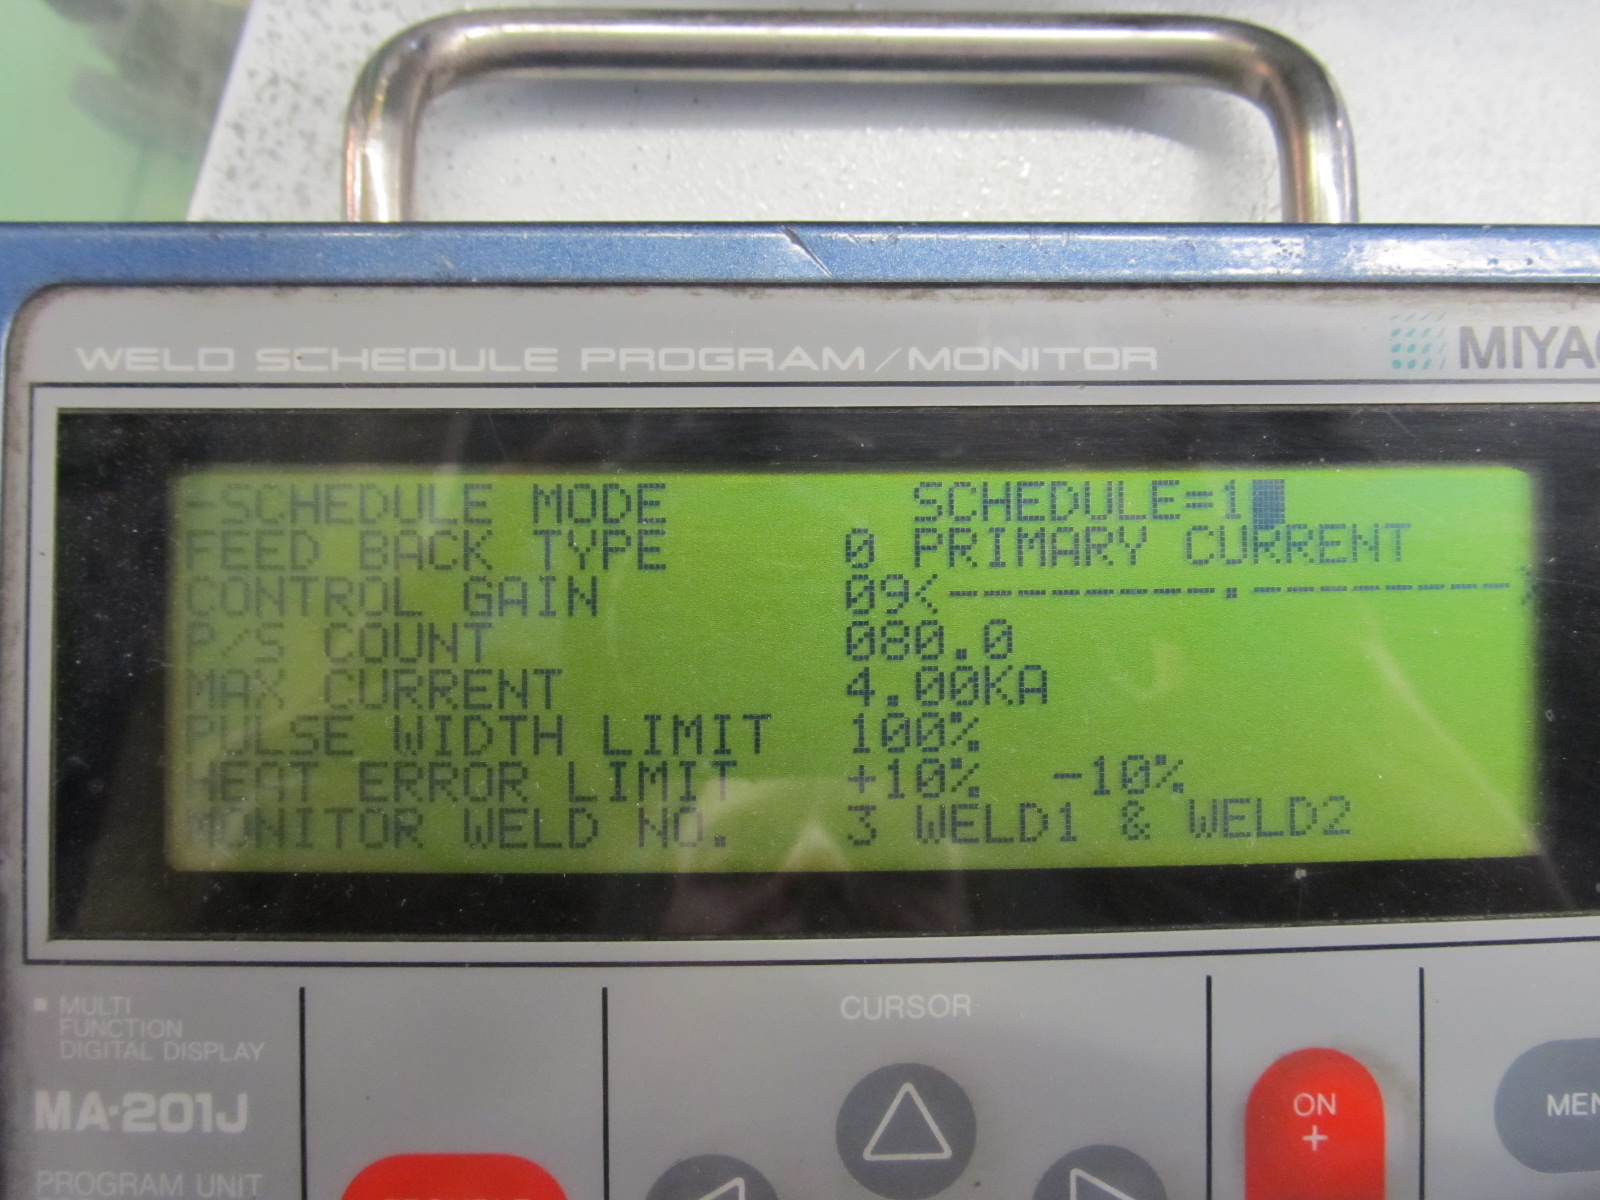 WELD SCHEDULE PROGRAM/MONITOR
MIYA
-SCHEDULE MODE SCHEDULE=1
FEED BACK TYPE 0 PRIMARY CURRENT
CONTROL GAIN 09<--------.--------
P/S COUNT 080.0
MAX CURRENT 4.00KA
PULSE WIDTH LIMIT 100%
HEAT ERROR LIMIT +10% -10%
MONITOR WELD NO. 3 WELD1 & WELD2
MULTI
FUNCTION
DIGITAL DISPLAY
MA-201J
PROGRAM UNIT
CURSOR
ON
+
MEN